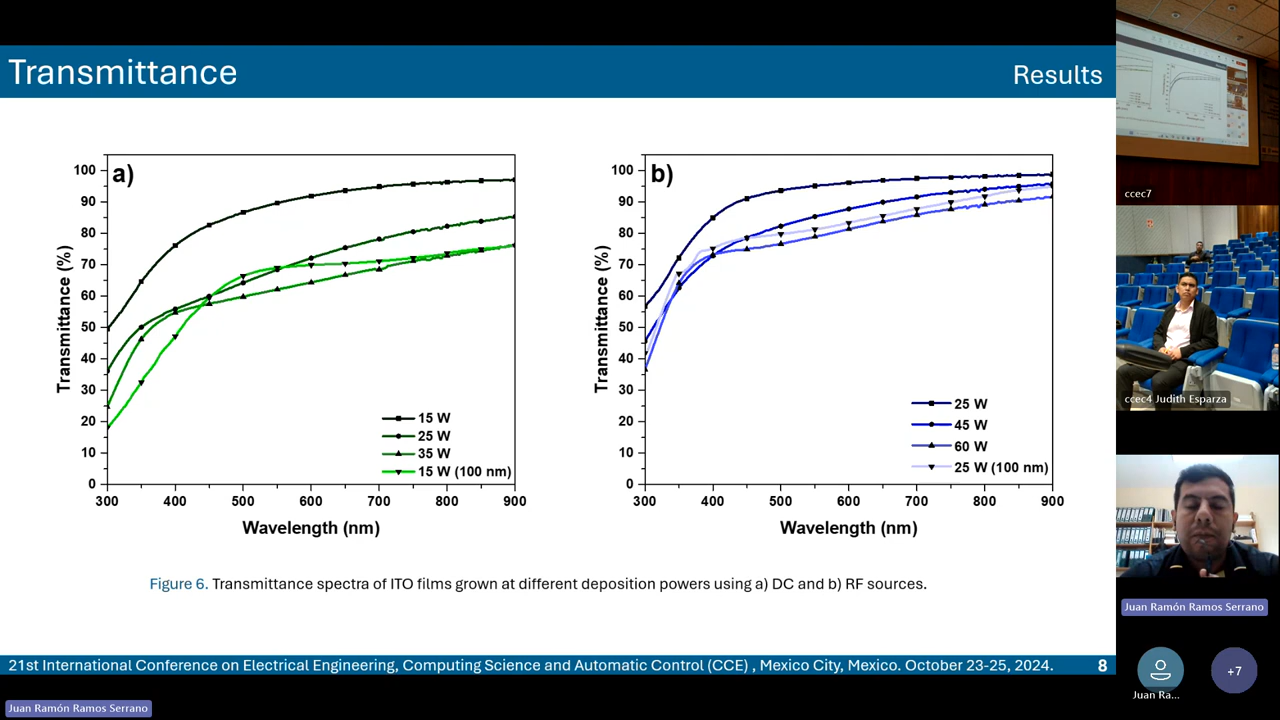 Transmittance
Results
a)
100
90
80
70
60
50
40
30
20
10
0
Transmittance (%)
15 W
25 W
35 W
15 W (100 nm)
300 400 500 600 700 800 900
Wavelength (nm)
b)
100
90
80
70
60
50
40
30
20
10
0
Transmittance (%)
25 W
45 W
60 W
25 W (100 nm)
300 400 500 600 700 800 900
Wavelength (nm)
Figure 6. Transmittance spectra of ITO films grown at different deposition powers using a) DC and b) RF sources.
21st International Conference on Electrical Engineering, Computing Science and Automatic Control (CCE) , Mexico City, Mexico. October 23-25, 2024.
8
Juan Ramón Ramos Serrano
ccec7
ccec4 Judith Esparza
Juan Ramón Ramos Serrano
Juan Ra...
+7